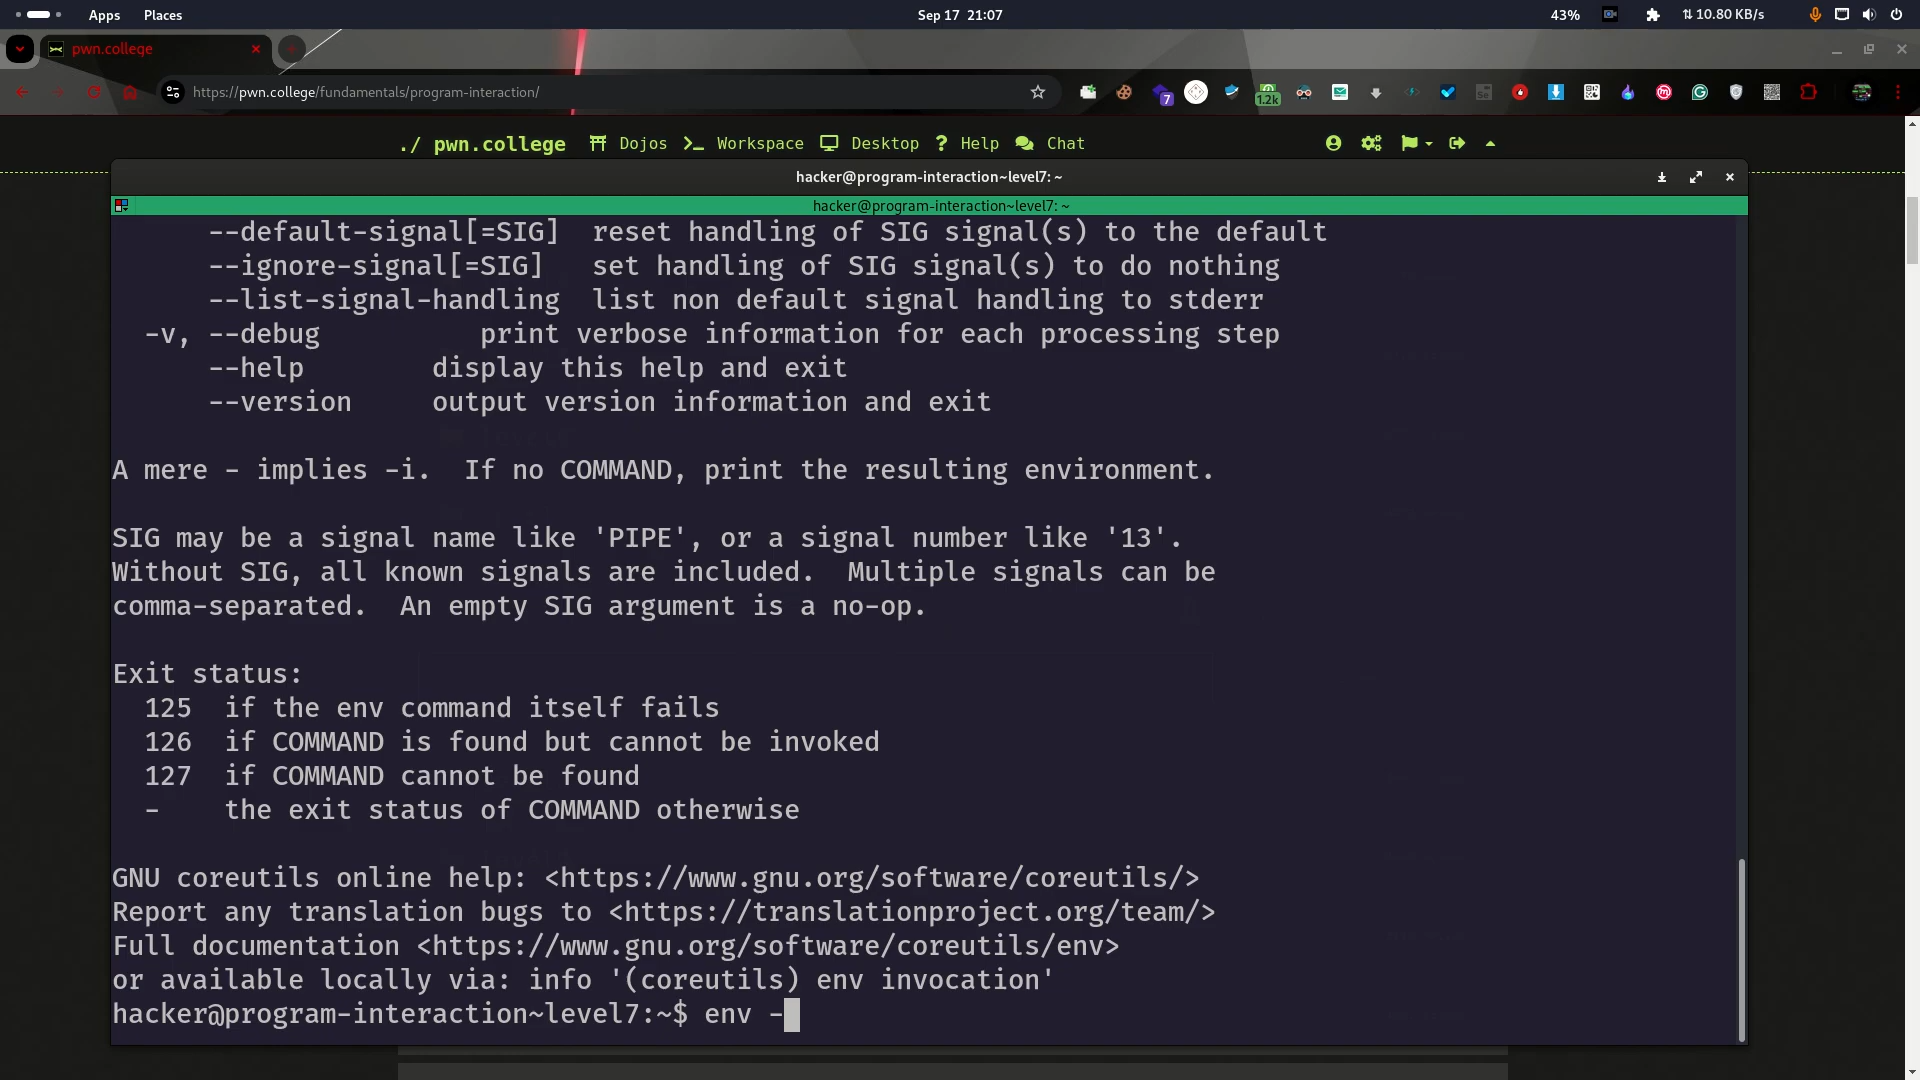 Apps Places Sep 17 21:07 43% ⇅ 10.80 KB/s
pwn.college
https://pwn.college/fundamentals/program-interaction/ 7 1.2k
./ pwn.college Dojos Workspace Desktop Help Chat
hacker@program-interaction~level7: ~
hacker@program-interaction~level7: ~
--default-signal[=SIG]  reset handling of SIG signal(s) to the default
--ignore-signal[=SIG]   set handling of SIG signal(s) to do nothing
--list-signal-handling  list non default signal handling to stderr
-v, --debug          print verbose information for each processing step
--help        display this help and exit
--version     output version information and exit
A mere - implies -i.  If no COMMAND, print the resulting environment.
SIG may be a signal name like 'PIPE', or a signal number like '13'.
Without SIG, all known signals are included.  Multiple signals can be
comma-separated.  An empty SIG argument is a no-op.
Exit status:
125  if the env command itself fails
126  if COMMAND is found but cannot be invoked
127  if COMMAND cannot be found
-    the exit status of COMMAND otherwise
GNU coreutils online help: <https://www.gnu.org/software/coreutils/>
Report any translation bugs to <https://translationproject.org/team/>
Full documentation <https://www.gnu.org/software/coreutils/env>
or available locally via: info '(coreutils) env invocation'
hacker@program-interaction~level7:~$ env -